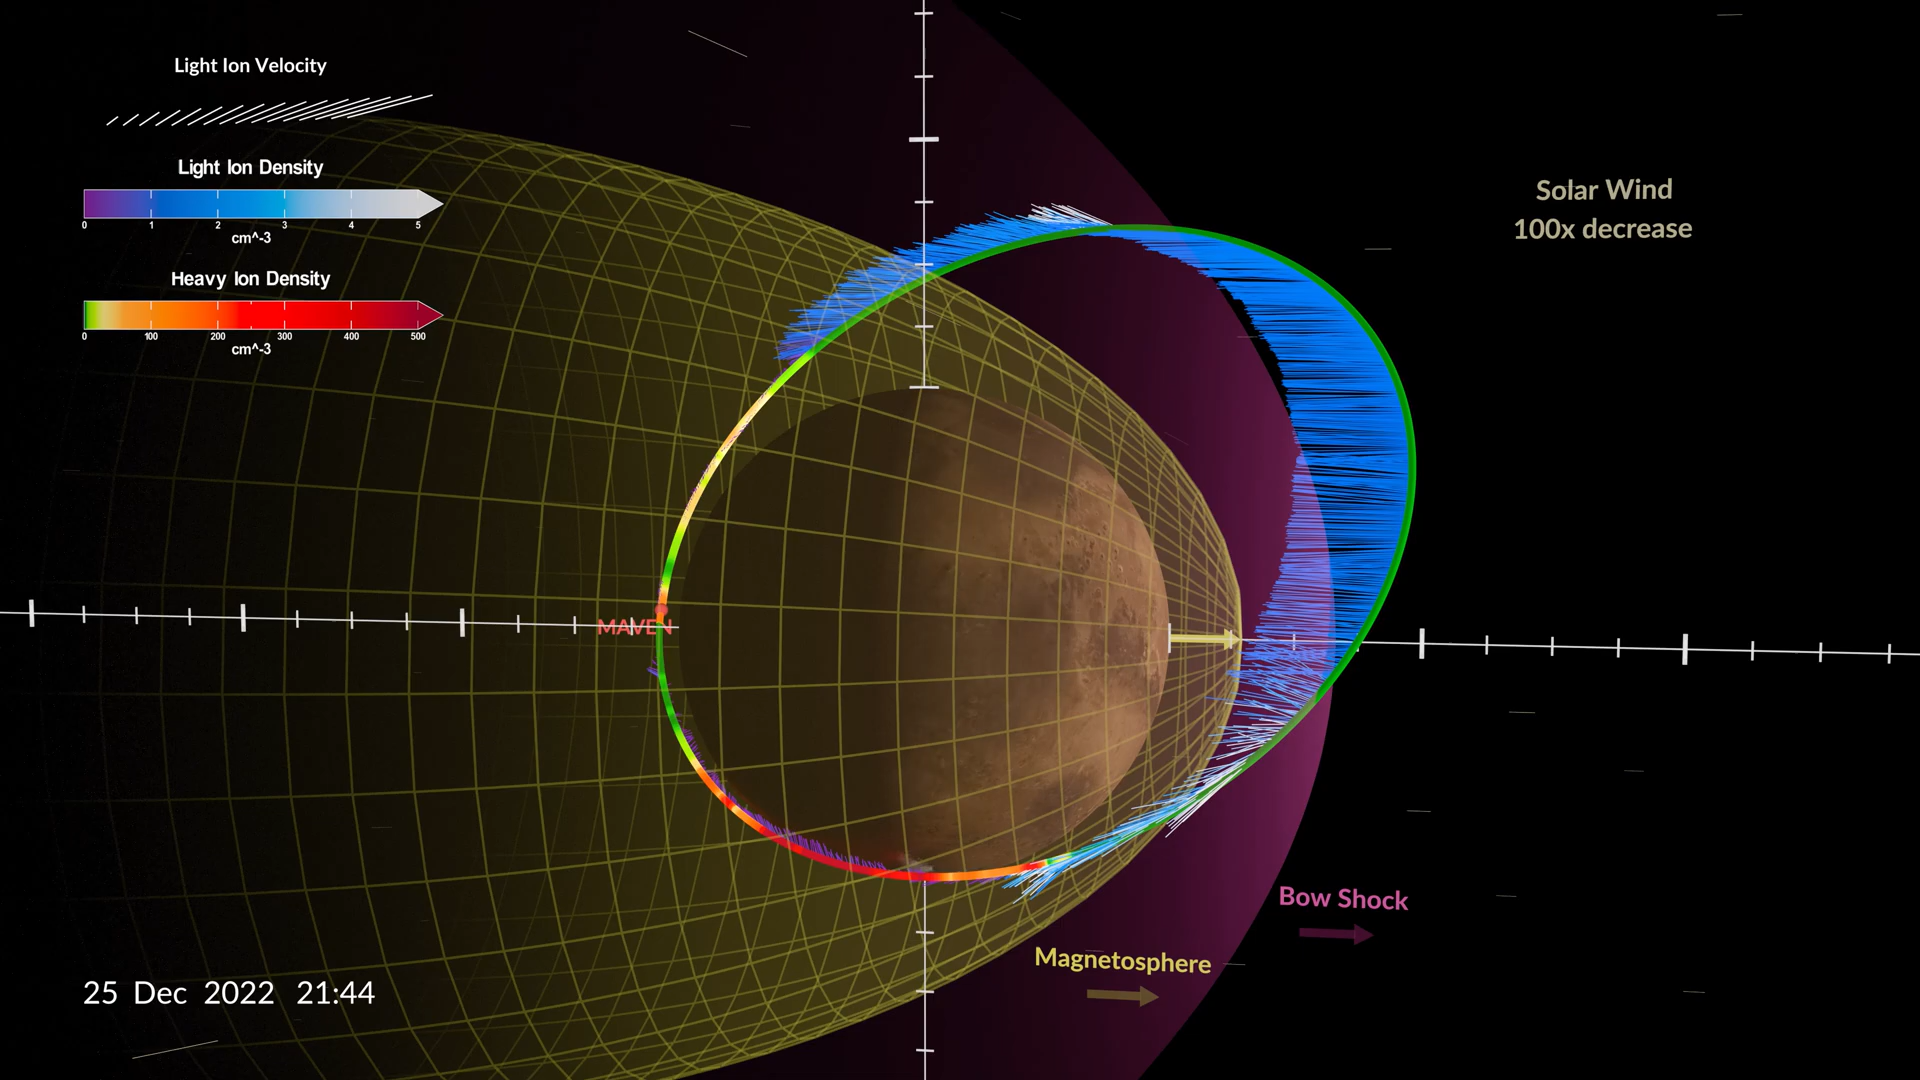 Light Ion Velocity
Light Ion Density
0 1 2 3 4 5
cm^-3
Heavy Ion Density
0 100 200 300 400 500
cm^-3
Solar Wind
100x decrease
MAVEN
Bow Shock
Magnetosphere
25 Dec 2022 21:44